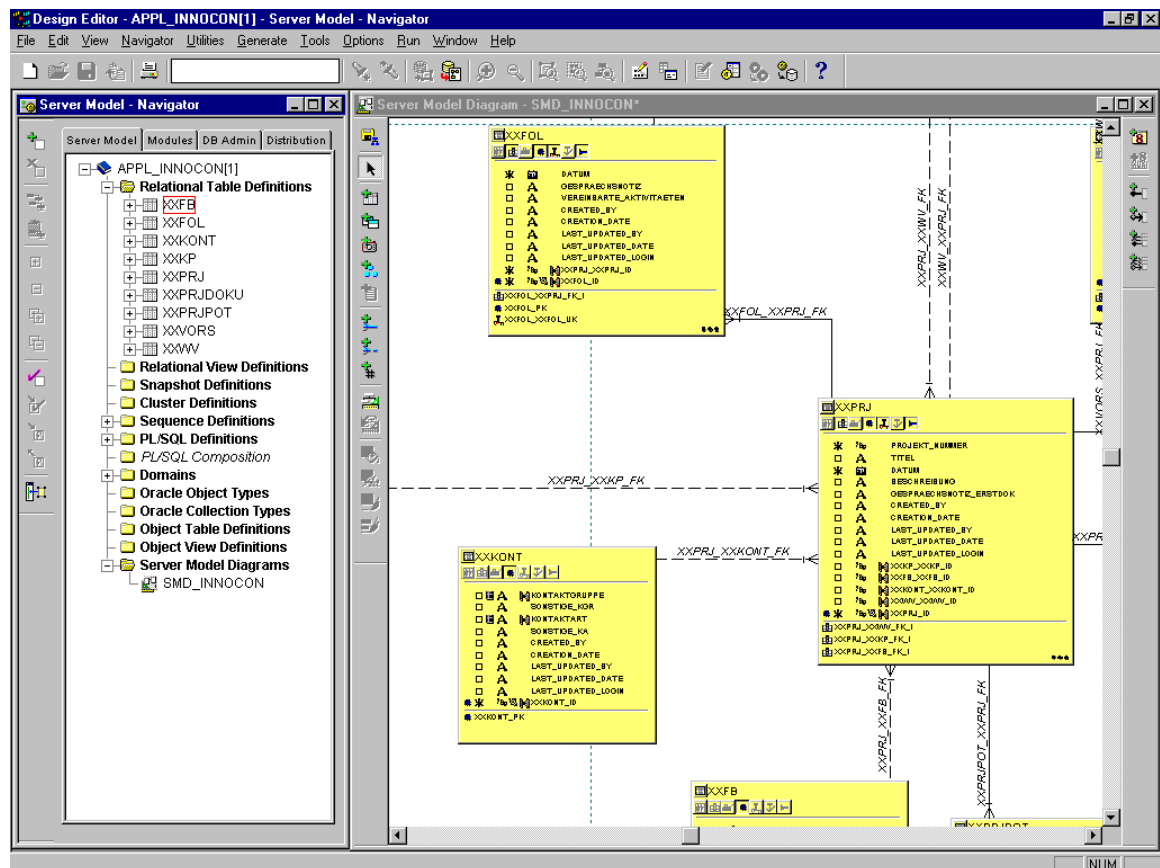 Design Editor - APPL_INNOCON[1] - Server Model - Navigator
File Edit View Navigator Utilities Generate Tools Options Run Window Help
Server Model - Navigator
Server Model Modules DB Admin Distribution
APPL_INNOCON[1]
Relational Table Definitions
XXFB
XXFOL
XXKONT
XXKP
XXPRJ
XXPRJDOKU
XXPRJPOT
XXVORS
XXWV
Relational View Definitions
Snapshot Definitions
Cluster Definitions
Sequence Definitions
PL/SQL Definitions
PL/SQL Composition
Domains
Oracle Object Types
Oracle Collection Types
Object Table Definitions
Object View Definitions
Server Model Diagrams
SMD_INNOCON
Server Model Diagram - SMD_INNOCON*
XXFOL
DATUM
GESPRAECHSNOTIZ
VEREINBARTE_AKTIVITAETEN
CREATED_BY
CREATION_DATE
LAST_UPDATED_BY
LAST_UPDATED_DATE
LAST_UPDATED_LOGIN
XXPRJ_XXPRJ_ID
XXFOL_ID
XXFOL_XXPRJ_FK_I
XXFOL_PK
XXFOL_XXFOL_UK
XXFOL_XXPRJ_FK
XXPRJ_XXWV_FK
XXWV_XXPRJ_FK
XXPRJ
PROJEKT_NUMMER
TITEL
DATUM
BESCHREIBUNG
GESPRAECHSNOTIZ_ERSTDOK
CREATED_BY
CREATION_DATE
LAST_UPDATED_BY
LAST_UPDATED_DATE
LAST_UPDATED_LOGIN
XXKP_XXKP_ID
XXFB_XXFB_ID
XXKONT_XXKONT_ID
XXWV_XXWV_ID
XXPRJ_ID
XXPRJ_XXWV_FK_I
XXPRJ_XXKP_FK_I
XXPRJ_XXFB_FK_I
XXVORS_XXPRJ_FK
XXPR
XXPRJ_XXKP_FK
XXPRJ_XXKONT_FK
XXKONT
KONTAKTGRUPPE
SONSTIGE_KGR
KONTAKTART
SONSTIGE_KA
CREATED_BY
CREATION_DATE
LAST_UPDATED_BY
LAST_UPDATED_DATE
LAST_UPDATED_LOGIN
XXKONT_ID
XXKONT_PK
XXPRJ_XXFB_FK
XXPRJPOT_XXPRJ_FK
XXFB
XXPRJPOT
NUM